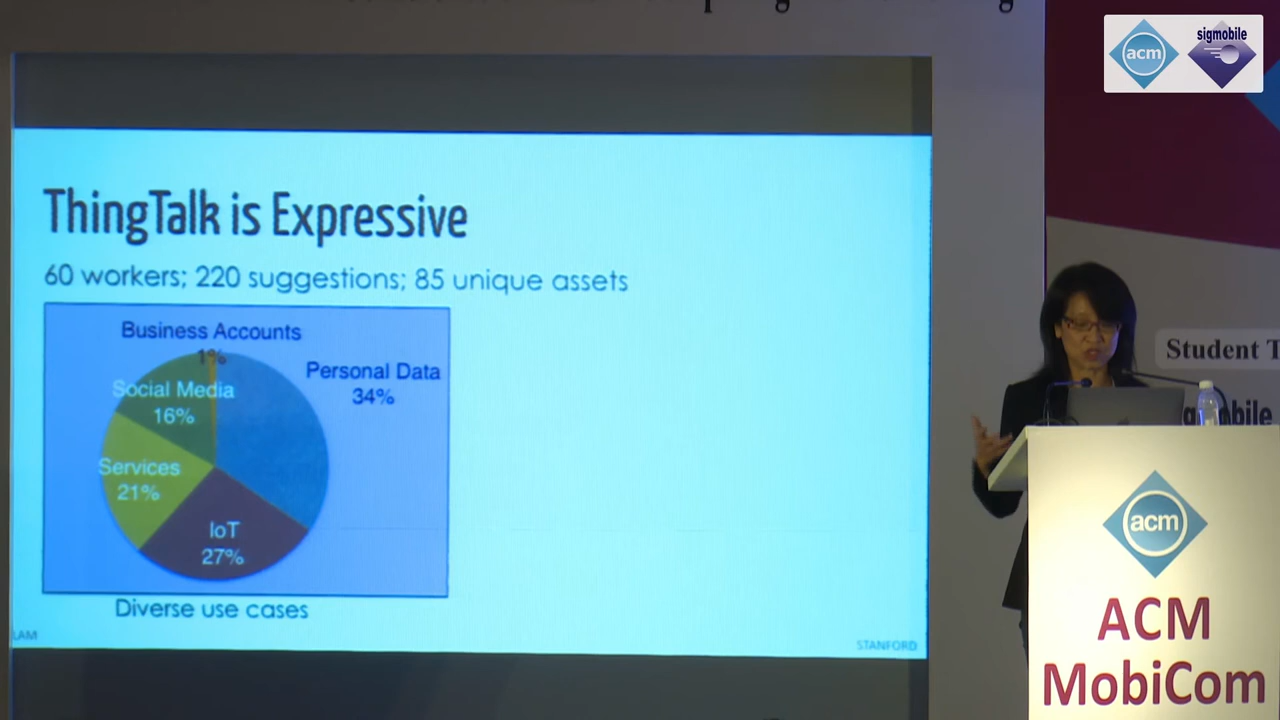 acm
sigmobile
ThingTalk is Expressive
60 workers; 220 suggestions; 85 unique assets
Business Accounts
1%
Personal Data
34%
Social Media
16%
Services
21%
IoT
27%
Diverse use cases
LAM
STANFORD
Student T
acm
ACM
MobiCom